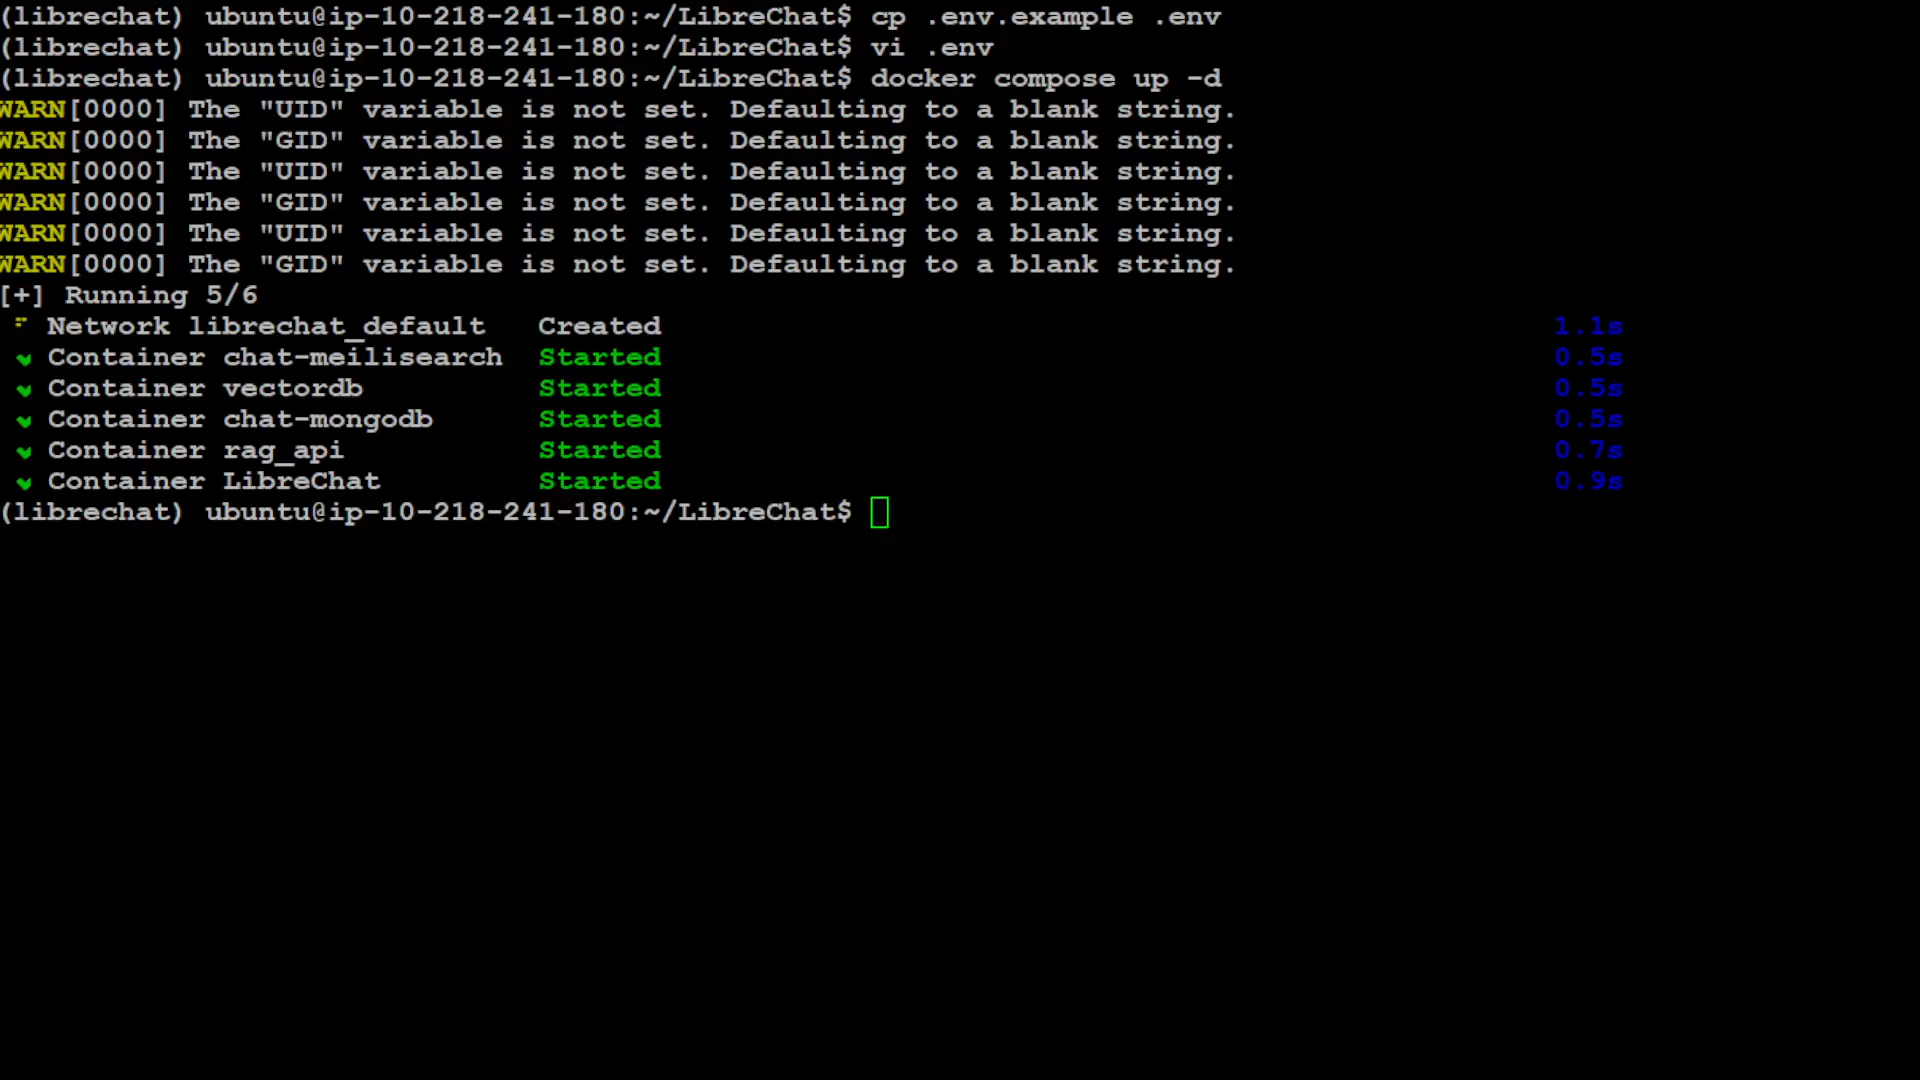 (librechat) ubuntu@ip-10-218-241-180:~/LibreChat$ cp .env.example .env
(librechat) ubuntu@ip-10-218-241-180:~/LibreChat$ vi .env
(librechat) ubuntu@ip-10-218-241-180:~/LibreChat$ docker compose up -d
WARN[0000] The "UID" variable is not set. Defaulting to a blank string.
WARN[0000] The "GID" variable is not set. Defaulting to a blank string.
WARN[0000] The "UID" variable is not set. Defaulting to a blank string.
WARN[0000] The "GID" variable is not set. Defaulting to a blank string.
WARN[0000] The "UID" variable is not set. Defaulting to a blank string.
WARN[0000] The "GID" variable is not set. Defaulting to a blank string.
[+] Running 5/6
Network librechat_default Created 1.1s
✔ Container chat-meilisearch Started 0.5s
✔ Container vectordb Started 0.5s
✔ Container chat-mongodb Started 0.5s
✔ Container rag_api Started 0.7s
✔ Container LibreChat Started 0.9s
(librechat) ubuntu@ip-10-218-241-180:~/LibreChat$